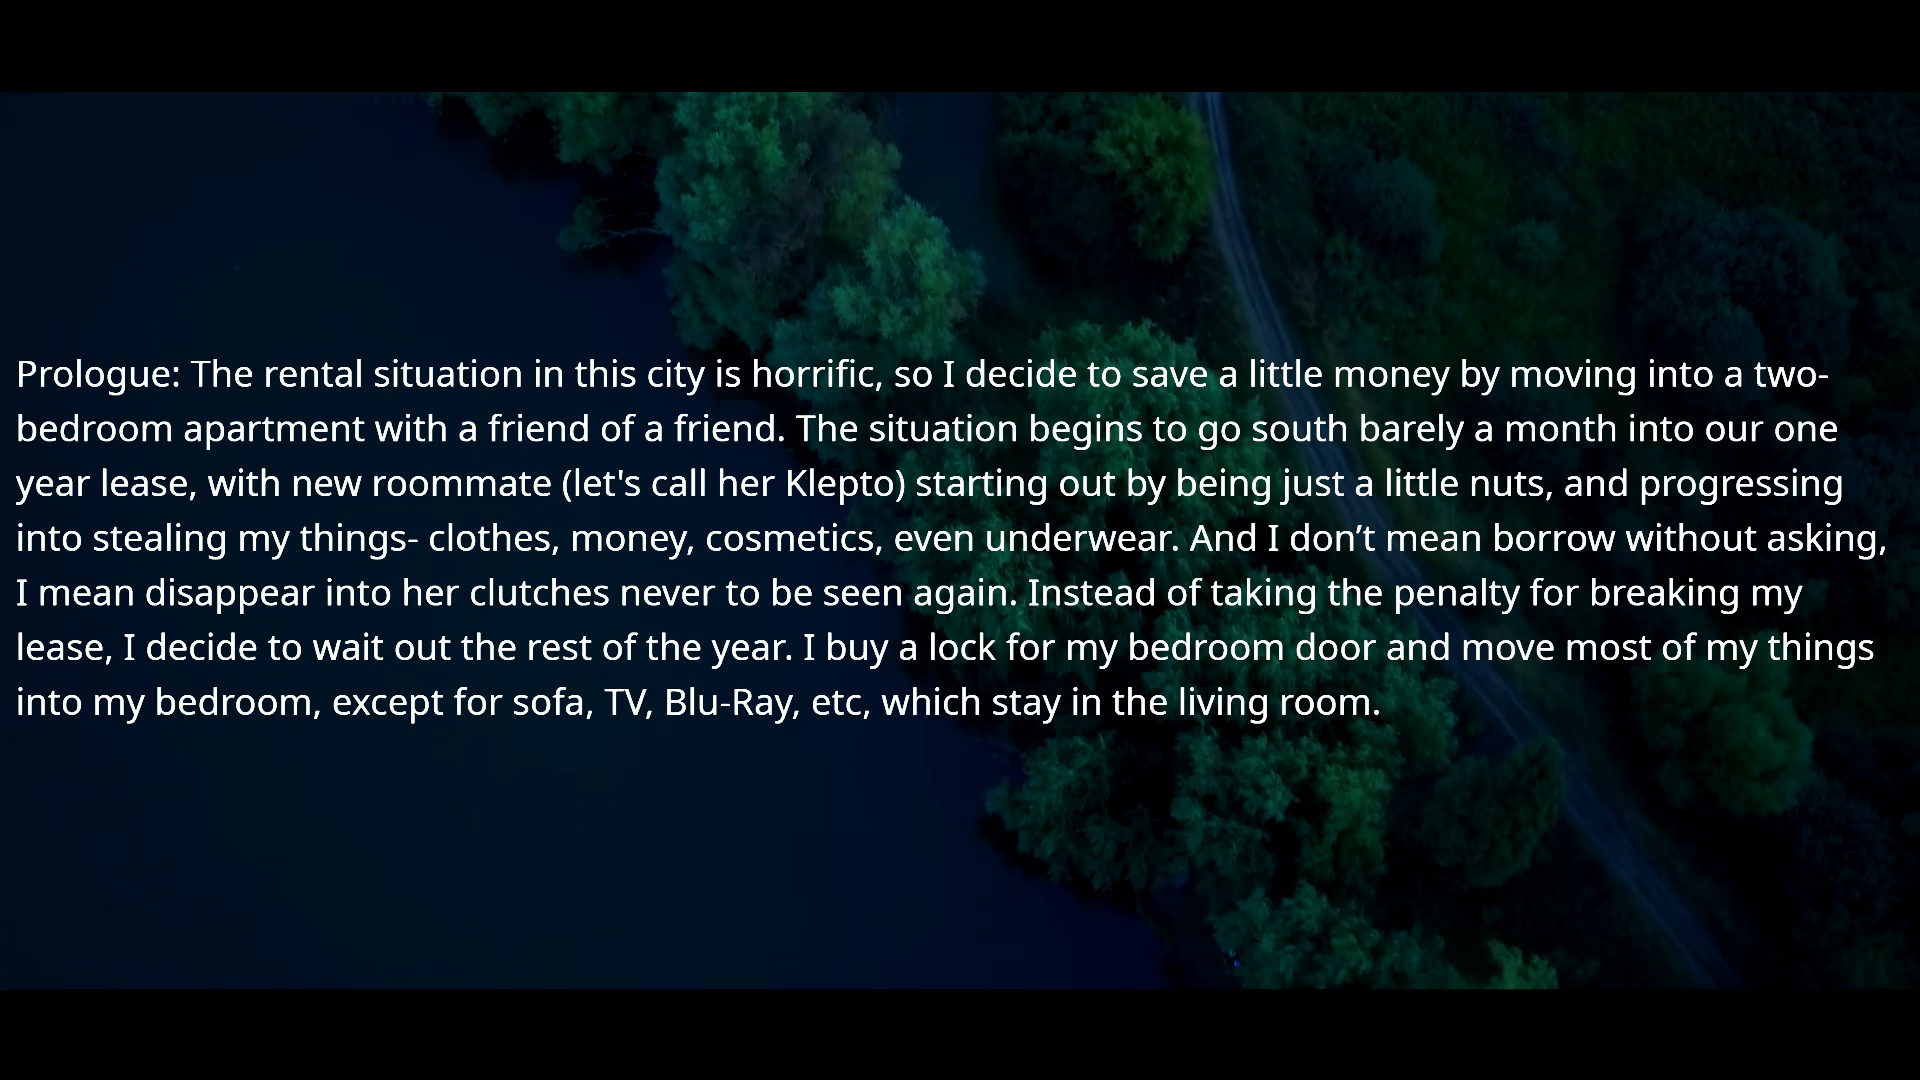 Prologue: The rental situation in this city is horrific, so I decide to save a little money by moving into a two-
bedroom apartment with a friend of a friend. The situation begins to go south barely a month into our one
year lease, with new roommate (let's call her Klepto) starting out by being just a little nuts, and progressing
into stealing my things- clothes, money, cosmetics, even underwear. And I don’t mean borrow without asking,
I mean disappear into her clutches never to be seen again. Instead of taking the penalty for breaking my
lease, I decide to wait out the rest of the year. I buy a lock for my bedroom door and move most of my things
into my bedroom, except for sofa, TV, Blu-Ray, etc, which stay in the living room.